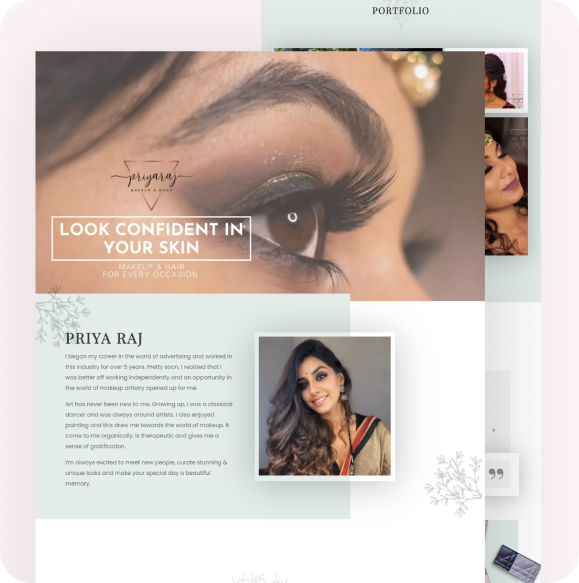 PORTFOLIO
priyaraj
MAKEUP & MORE
LOOK CONFIDENT IN
YOUR SKIN
MAKEUP & HAIR
FOR EVERY OCCASION
PRIYA RAJ
I began my career in the world of advertising and worked in
this industry for over 5 years. Pretty soon, I realized that I
was better off working independently and an opportunity in
the world of makeup artistry opened up for me.
Art has never been new to me. Growing up, I was a classical
dancer and was always around artists. I also enjoyed
painting and this drew me towards the world of makeup. It
came to me organically, is therapeutic and gives me a
sense of gratification.
I'm always excited to meet new people, curate stunning &
unique looks and make your special day a beautiful
memory.